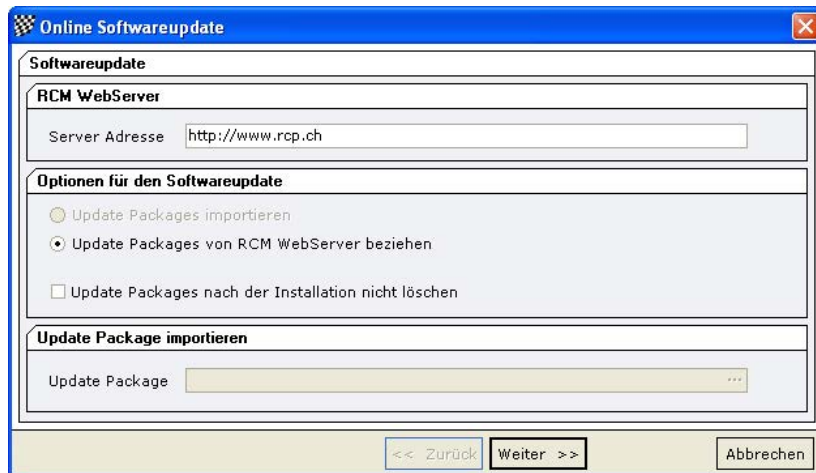 Online Softwareupdate
Softwareupdate
RCM WebServer
Server Adresse http://www.rcp.ch
Optionen für den Softwareupdate
Update Packages importieren
Update Packages von RCM WebServer beziehen
Update Packages nach der Installation nicht löschen
Update Package importieren
Update Package ...
<< Zurück Weiter >> Abbrechen